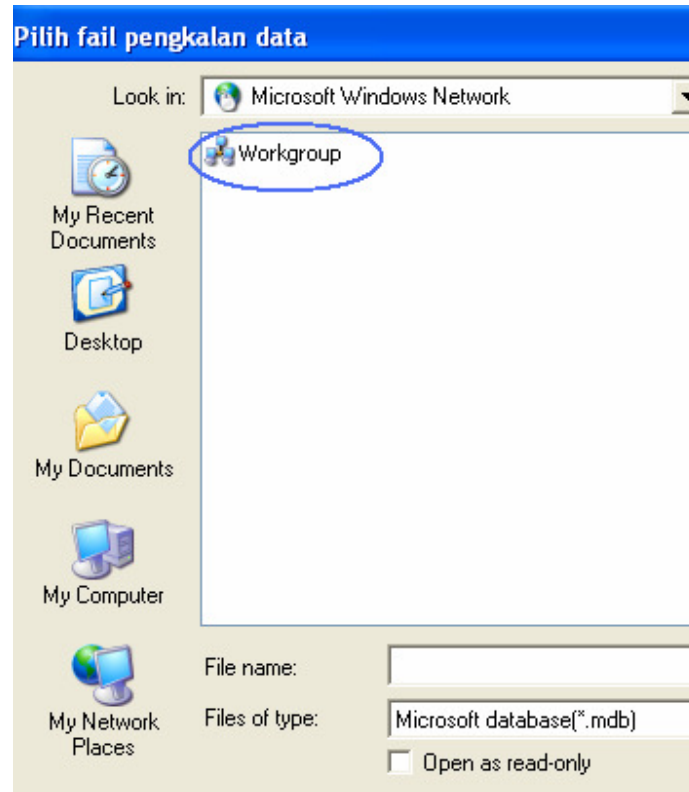 Pilih fail pengkalan data
Look in:
Microsoft Windows Network
Workgroup
My Recent
Documents
Desktop
My Documents
My Computer
My Network
Places
File name:
Files of type:
Microsoft database(*.mdb)
Open as read-only